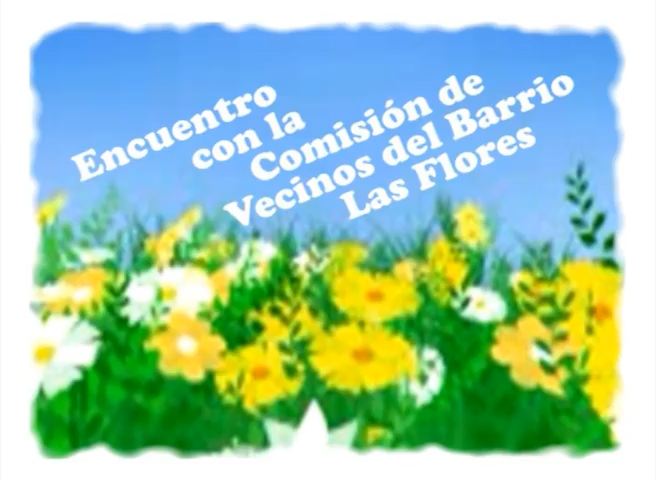 Encuentro
con la
Comisión de
Vecinos del Barrio
Las Flores